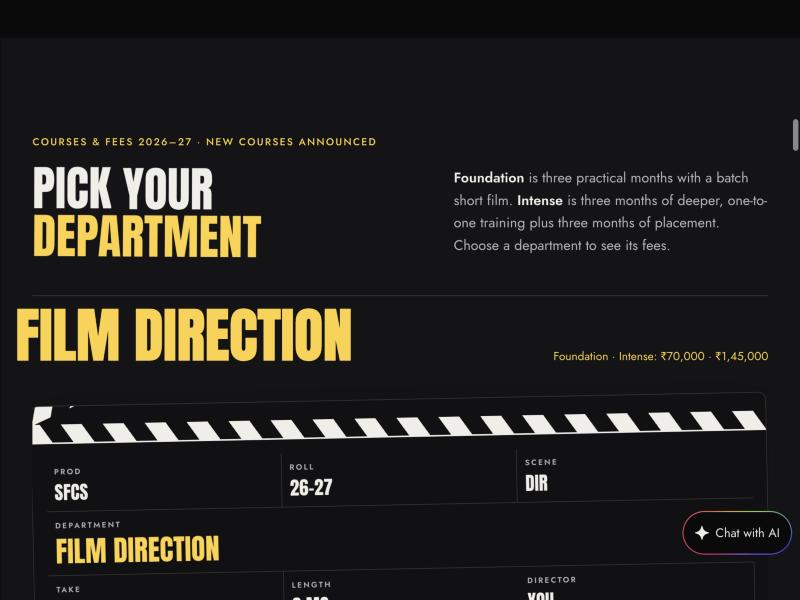 COURSES & FEES 2026–27 · NEW COURSES ANNOUNCED
PICK YOUR
DEPARTMENT
Foundation is three practical months with a batch
short film. Intense is three months of deeper, one-to-
one training plus three months of placement.
Choose a department to see its fees.
FILM DIRECTION
Foundation · Intense: ₹70,000 · ₹1,45,000
PROD
SFCS
ROLL
26-27
SCENE
DIR
DEPARTMENT
FILM DIRECTION
Chat with AI
TAKE
LENGTH
DIRECTOR
YOU